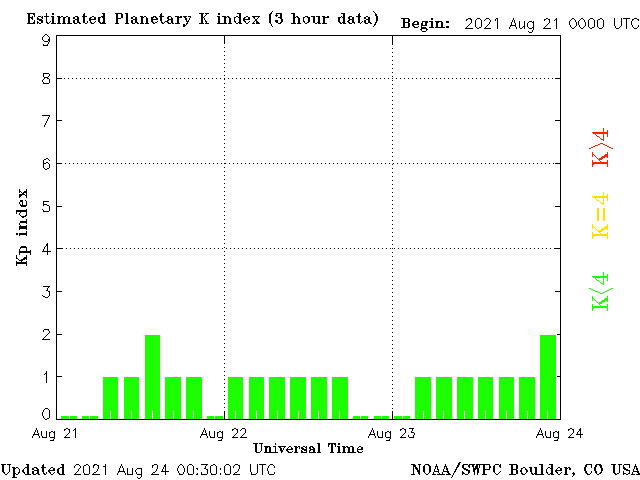 Estimated Planetary K index (3 hour data) Begin: 2021 Aug 21 0000 UTC
9
8
7
6
5
4
3
2
1
0
Kp index
K>4
K=4
K<4
Aug 21 Aug 22 Aug 23 Aug 24
Universal Time
Updated 2021 Aug 24 00:30:02 UTC NOAA/SWPC Boulder, CO USA